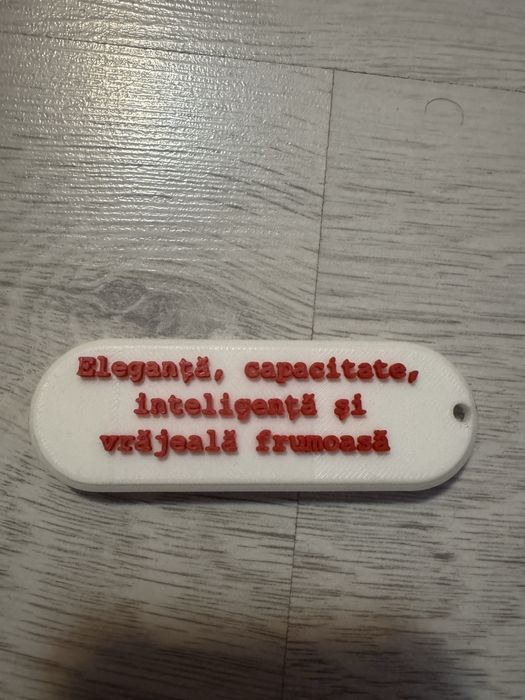 Eleganță, capacitate,
inteligență și
vrăjeală frumoasă